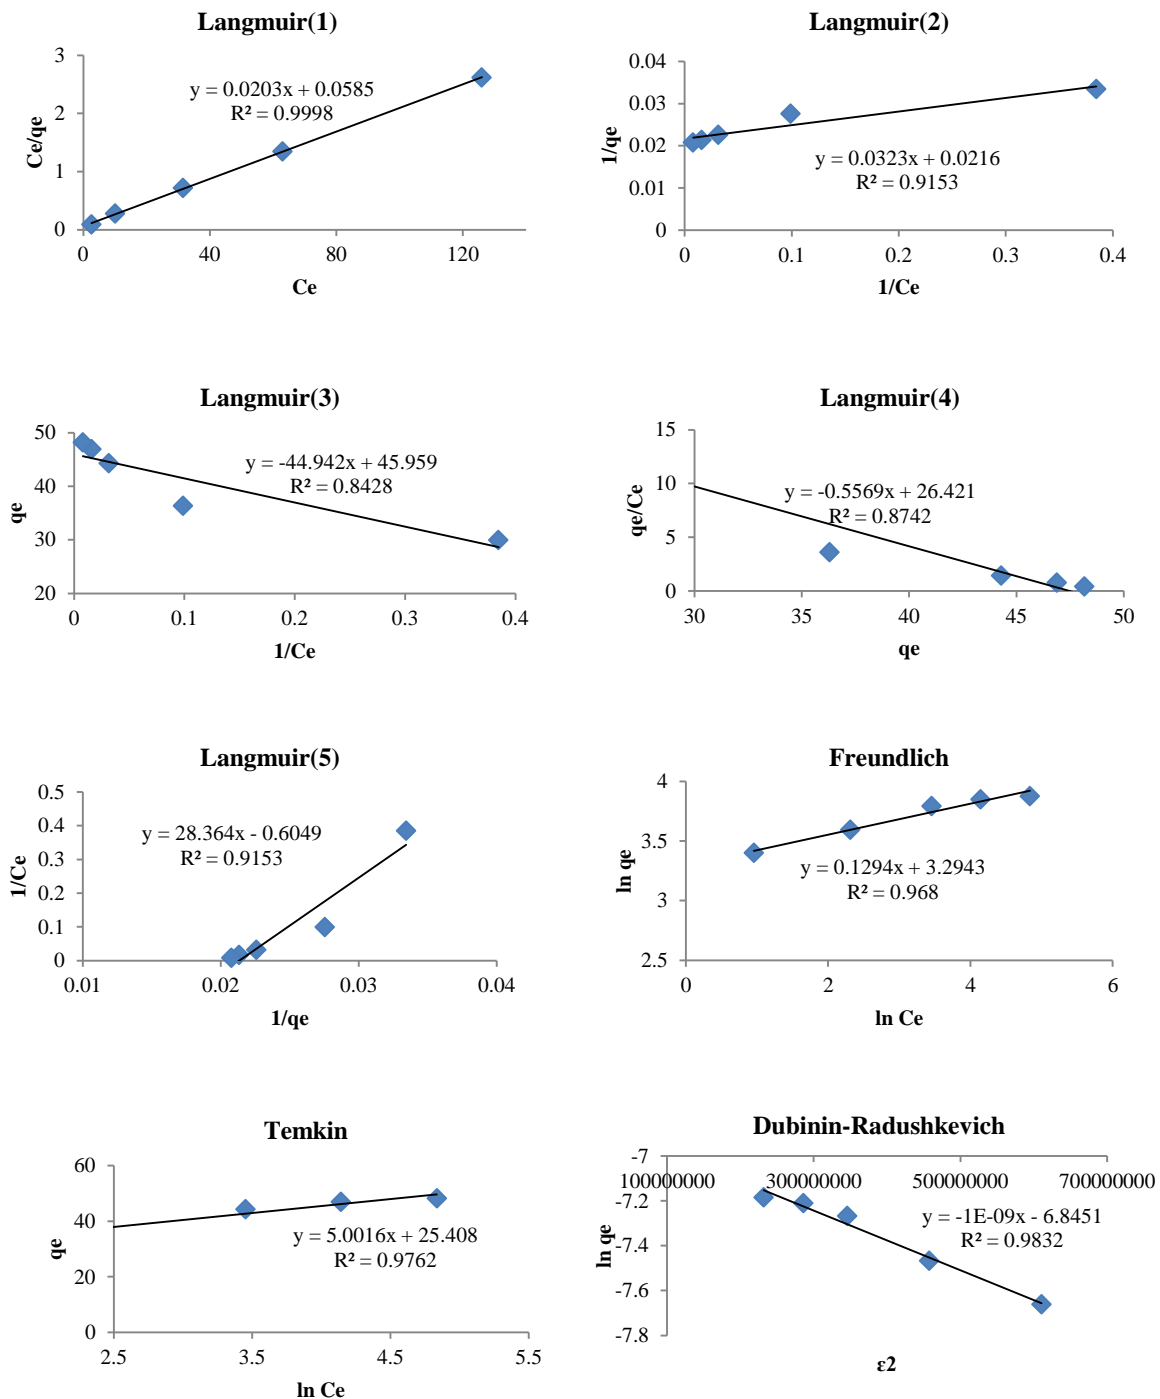 Langmuir(1)
3
2
1
0
0
40
80
120
Ce/qe
Ce
y = 0.0203x + 0.0585
R² = 0.9998
Langmuir(2)
0.04
0.03
0.02
0.01
0
0
0.1
0.2
0.3
0.4
1/qe
1/Ce
y = 0.0323x + 0.0216
R² = 0.9153
Langmuir(3)
50
40
30
20
0
0.1
0.2
0.3
0.4
qe
1/Ce
y = -44.942x + 45.959
R² = 0.8428
Langmuir(4)
15
10
5
0
30
35
40
45
50
qe/Ce
qe
y = -0.5569x + 26.421
R² = 0.8742
Langmuir(5)
0.5
0.4
0.3
0.2
0.1
0
0.01
0.02
0.03
0.04
1/Ce
1/qe
y = 28.364x - 0.6049
R² = 0.9153
Freundlich
4
3.5
3
2.5
0
2
4
6
ln qe
ln Ce
y = 0.1294x + 3.2943
R² = 0.968
Temkin
60
40
20
0
2.5
3.5
4.5
5.5
qe
ln Ce
y = 5.0016x + 25.408
R² = 0.9762
Dubinin-Radushkevich
-7
-7.2
-7.4
-7.6
-7.8
100000000
300000000
500000000
700000000
ln qe
ε2
y = -1E-09x - 6.8451
R² = 0.9832